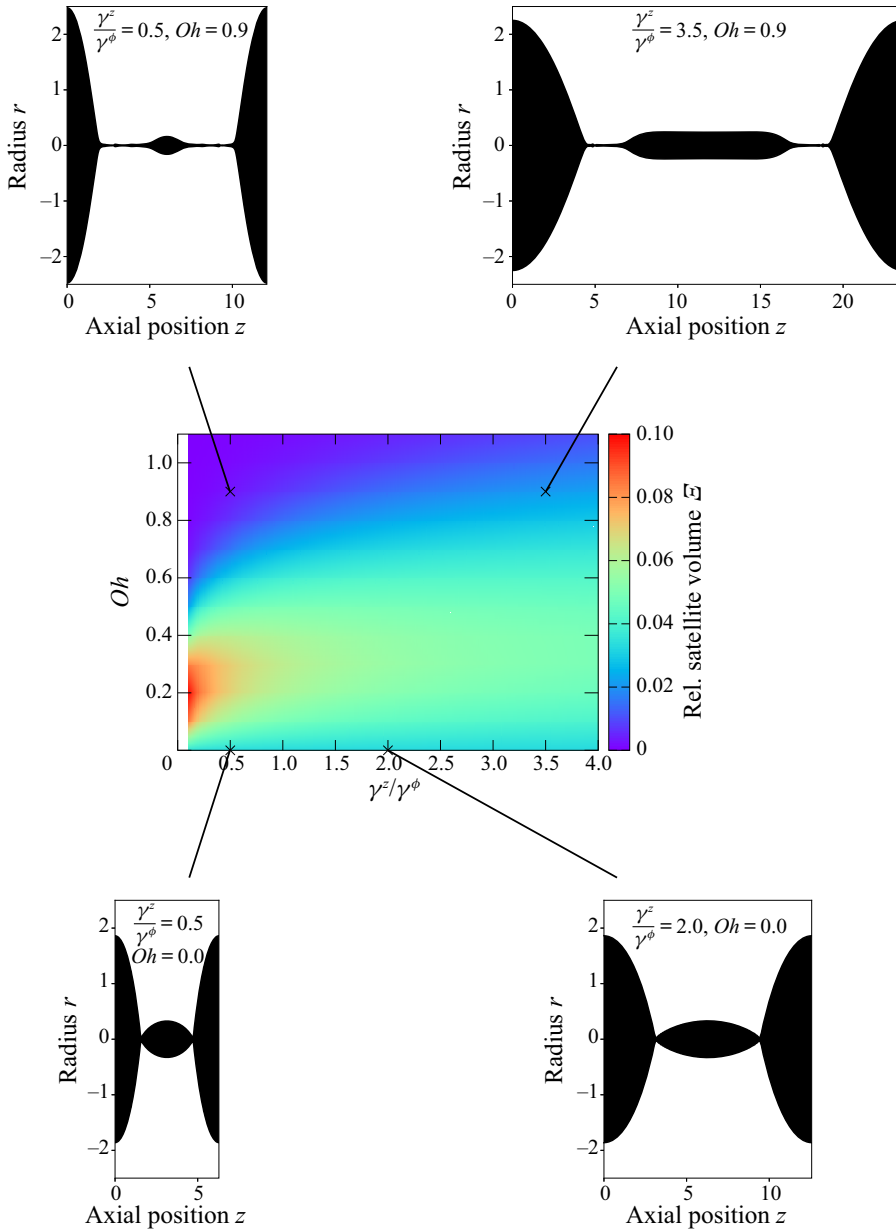 γ^z/γ^ϕ = 0.5, Oh = 0.9
2
1
0
−1
−2
Radius r
0 5 10
Axial position z
γ^z/γ^ϕ = 3.5, Oh = 0.9
2
1
0
−1
−2
Radius r
0 5 10 15 20
Axial position z
1.0
0.8
0.6
0.4
0.2
Oh
0 0.5 1.0 1.5 2.0 2.5 3.0 3.5 4.0
γ^z/γ^ϕ
0.10
0.08
0.06
0.04
0.02
0
Rel. satellite volume Ξ
γ^z/γ^ϕ = 0.5
Oh = 0.0
2
1
0
−1
−2
Radius r
0 5
Axial position z
γ^z/γ^ϕ = 2.0, Oh = 0.0
2
1
0
−1
−2
Radius r
0 5 10
Axial position z